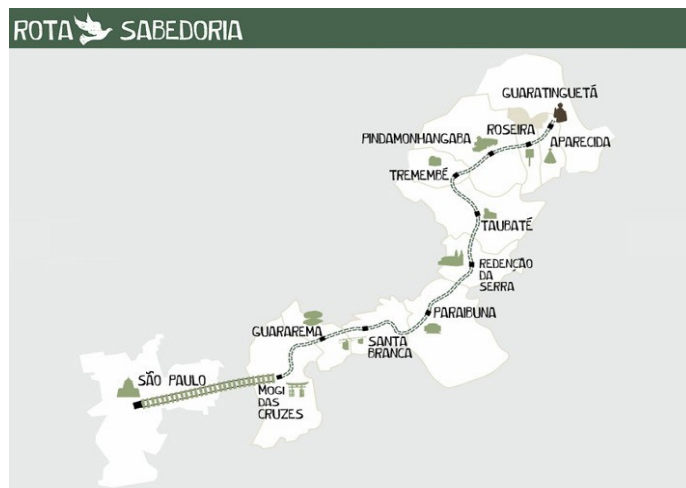 ROTA SABEDORIA
GUARATINGUETÁ
ROSEIRA
PINDAMONHANGABA
APARECIDA
TREMEMBÉ
TAUBATÉ
REDENÇÃO
DA
SERRA
PARAIBUNA
GUARAREMA
SANTA
BRANCA
SÃO PAULO
MOGI
DAS
CRUZES